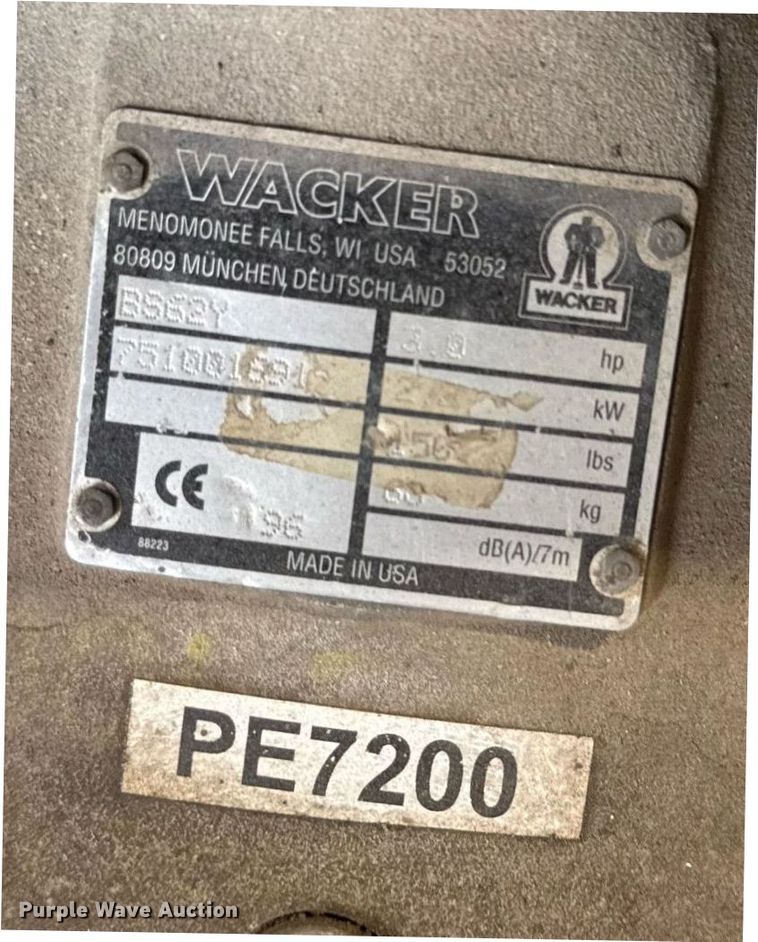 WACKER
MENOMONEE FALLS, WI USA 53052
80809 MÜNCHEN, DEUTSCHLAND
WACKER
BS62Y
3.0 hp
kW
lbs
kg
CE
96
dB(A)/7m
88223
MADE IN USA
PE7200
Purple Wave Auction